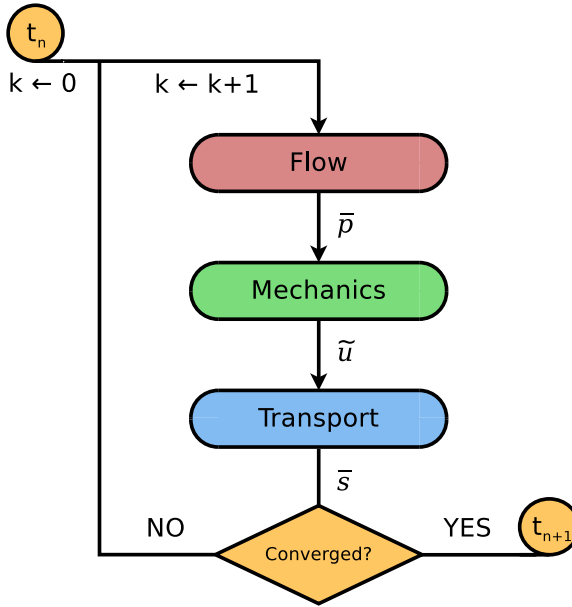 tₙ
k ← 0
k ← k+1
Flow
p̅
Mechanics
ũ
Transport
s̅
NO
YES
Converged?
tₙ₊₁